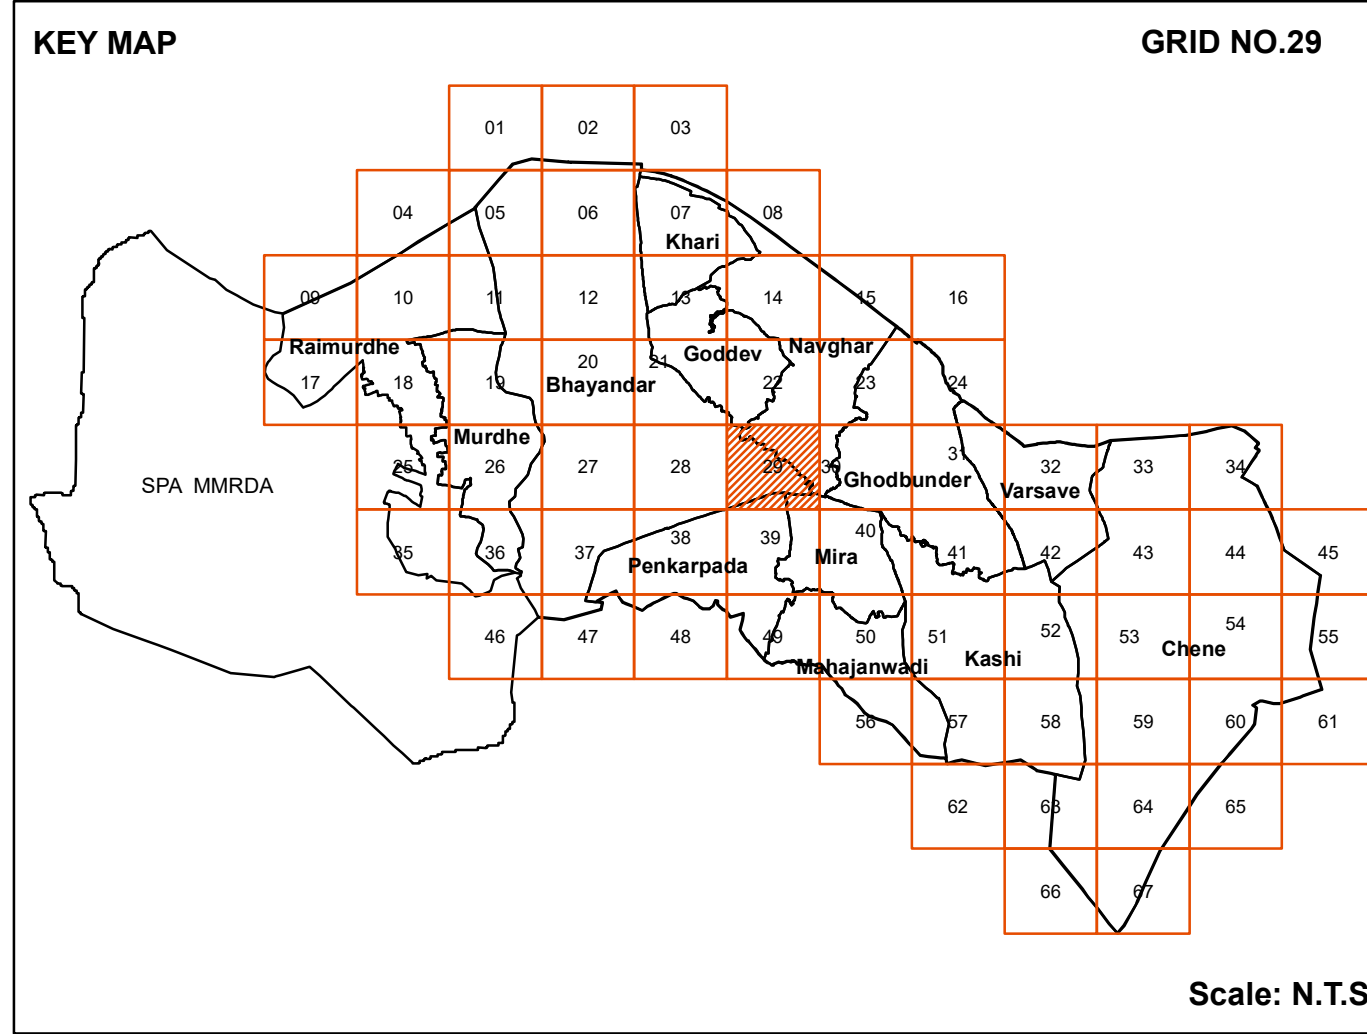 KEY MAP GRID NO.29
01 02 03
04 05 06 07 08
Khari
09 10 11 12 13 14 15 16
Raimurdhe Goddev Navghar
17 18 19 20 21 22 23 24
Bhayandar
Murdhe
25 26 27 28 29 30 31 32 33 34
SPA MMRDA Ghodbunder Varsave
35 36 37 38 39 40 41 42 43 44 45
Penkarpada Mira
46 47 48 49 50 51 52 53 54 55
Mahajanwadi Kashi Chene
56 57 58 59 60 61
62 63 64 65
66 67
Scale: N.T.S